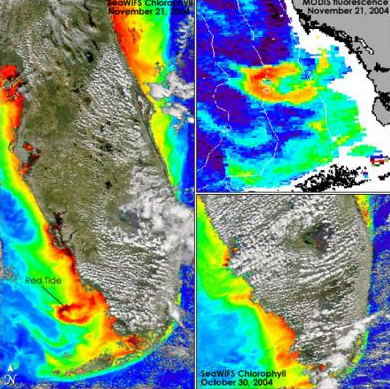 SeaWiFS Chlorophyll
November 21, 2004
MODIS fluorescence
November 21, 2004
Red Tide
N
SeaWiFS Chlorophyll
October 30, 2004